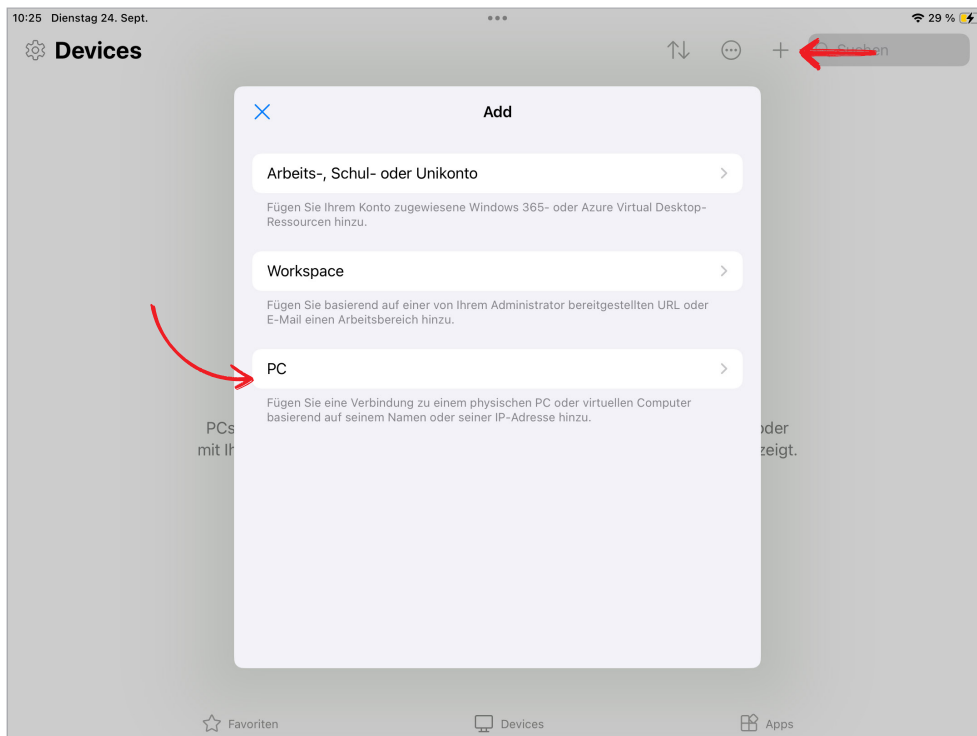 10:25 Dienstag 24. Sept.
29 %
Devices
Suchen
Add
Arbeits-, Schul- oder Unikonto
Fügen Sie Ihrem Konto zugewiesene Windows 365- oder Azure Virtual Desktop-
Ressourcen hinzu.
Workspace
Fügen Sie basierend auf einer von Ihrem Administrator bereitgestellten URL oder
E-Mail einen Arbeitsbereich hinzu.
PC
Fügen Sie eine Verbindung zu einem physischen PC oder virtuellen Computer
basierend auf seinem Namen oder seiner IP-Adresse hinzu.
PCs oder
mit zeigt.
Favoriten
Devices
Apps